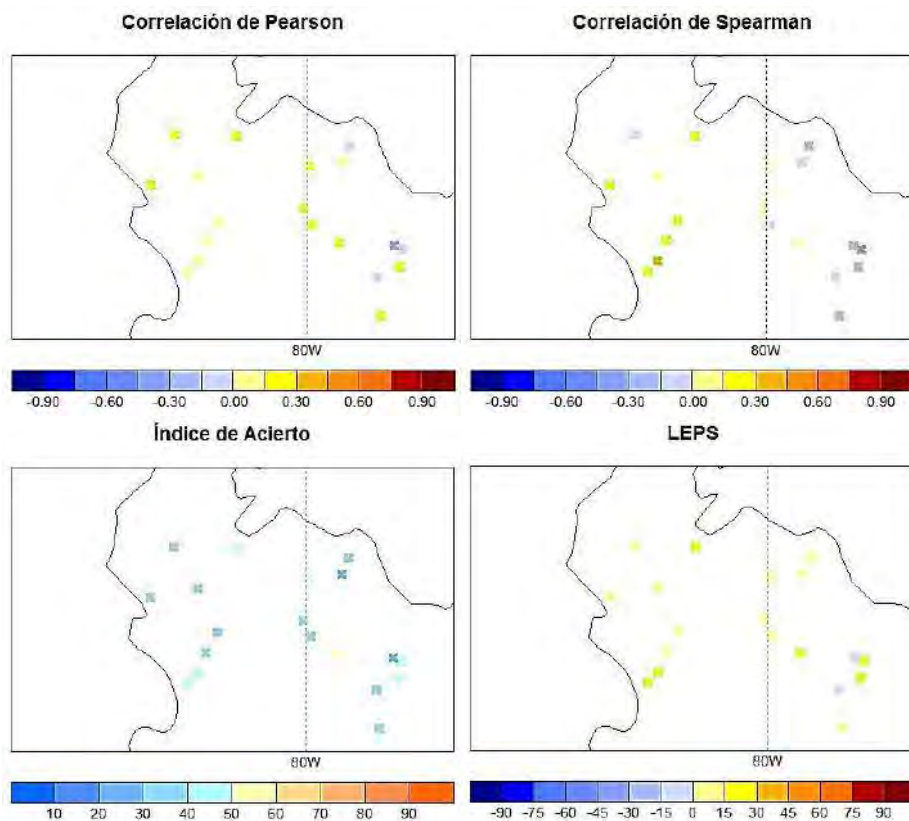 Correlación de Pearson
Correlación de Spearman
80W
80W
-0.90 -0.60 -0.30 0.00 0.30 0.60 0.90
-0.90 -0.60 -0.30 0.00 0.30 0.60 0.90
Índice de Acierto
LEPS
80W
80W
10 20 30 40 50 60 70 80 90
-90 -75 -60 -45 -30 -15 0 15 30 45 60 75 90